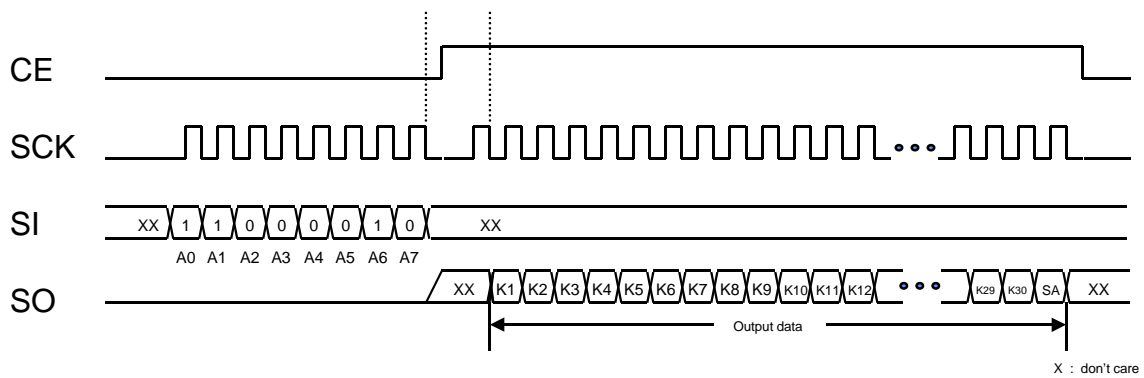 CE
SCK
SI XX 1 1 0 0 0 0 1 0 XX
A0 A1 A2 A3 A4 A5 A6 A7
SO XX K1 K2 K3 K4 K5 K6 K7 K8 K9 K10 K11 K12 K29 K30 SA XX
Output data
X : don't care